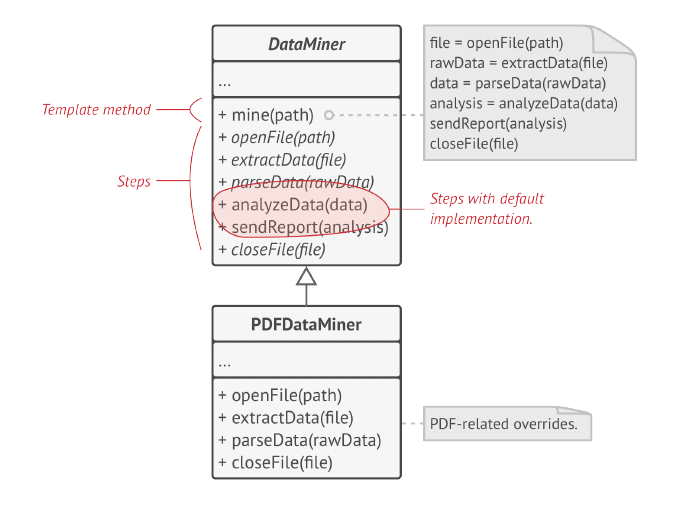 DataMiner
...
Template method
+ mine(path)
Steps
+ openFile(path)
+ extractData(file)
+ parseData(rawData)
+ analyzeData(data)
+ sendReport(analysis)
+ closeFile(file)
file = openFile(path)
rawData = extractData(file)
data = parseData(rawData)
analysis = analyzeData(data)
sendReport(analysis)
closeFile(file)
Steps with default
implementation.
PDFDataMiner
...
+ openFile(path)
+ extractData(file)
+ parseData(rawData)
+ closeFile(file)
PDF-related overrides.